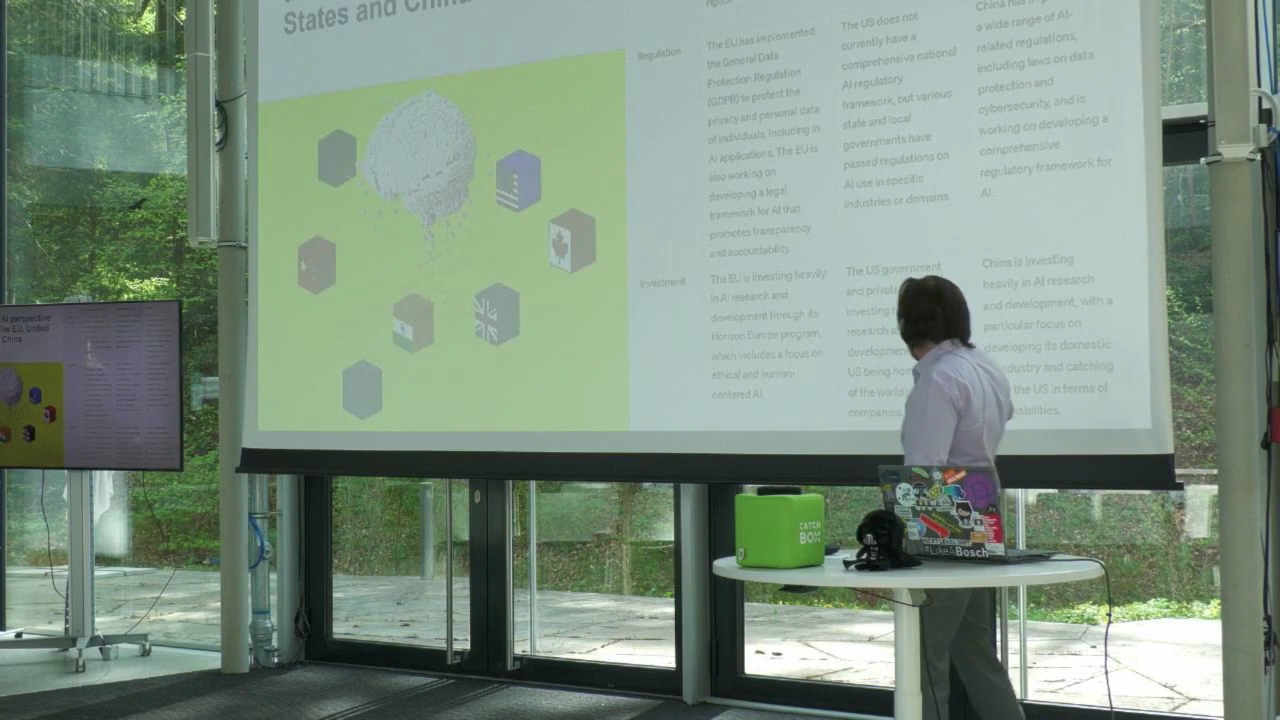 States and China
rights.
Regulation
The EU has implemented
the General Data
Protection Regulation
(GDPR) to protect the
privacy and personal data
of individuals, including in
AI applications. The EU is
also working on
developing a legal
framework for AI that
promotes transparency
and accountability.
The US does not
currently have a
comprehensive national
AI regulatory
framework, but various
state and local
governments have
passed regulations on
AI use in specific
industries or domains.
China has
a wide range of AI-
related regulations,
including laws on data
protection and
cybersecurity, and is
working on developing a
comprehensive
regulatory framework for
AI.
Investment
The EU is investing heavily
in AI research and
development through its
Horizon Europe program,
which includes a focus on
ethical and human-
centered AI.
The US government
and
investing
research
development
US being
of the world
companies.
China is investing
heavily in AI research
and development, with a
particular focus on
developing its domestic
industry and catching
the US in terms of
AI perspective
The EU, United
China
CATCH
BOX
#LikeABosch